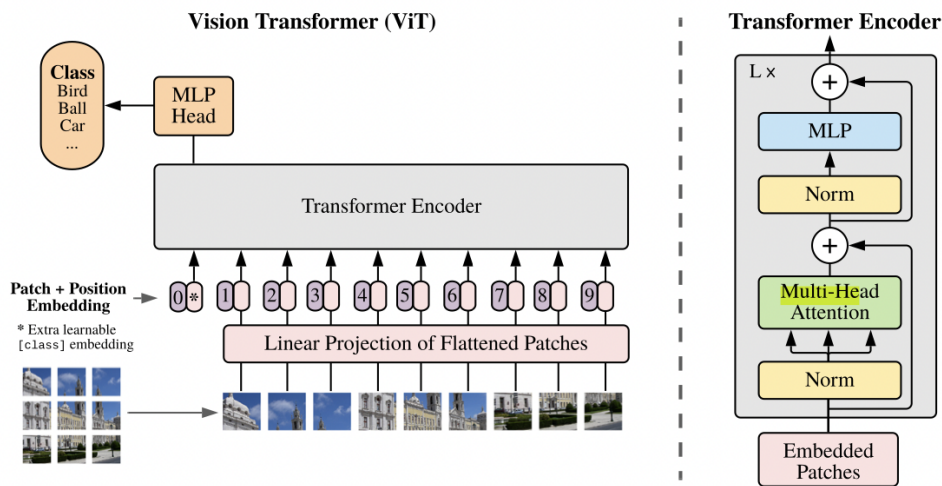 Vision Transformer (ViT)
Class
Bird
Ball
Car
...
MLP
Head
Transformer Encoder
Patch + Position
Embedding
0 * 1 2 3 4 5 6 7 8 9
* Extra learnable
[class] embedding
Linear Projection of Flattened Patches
Transformer Encoder
L ×
+
MLP
Norm
+
Multi-Head
Attention
Norm
Embedded
Patches